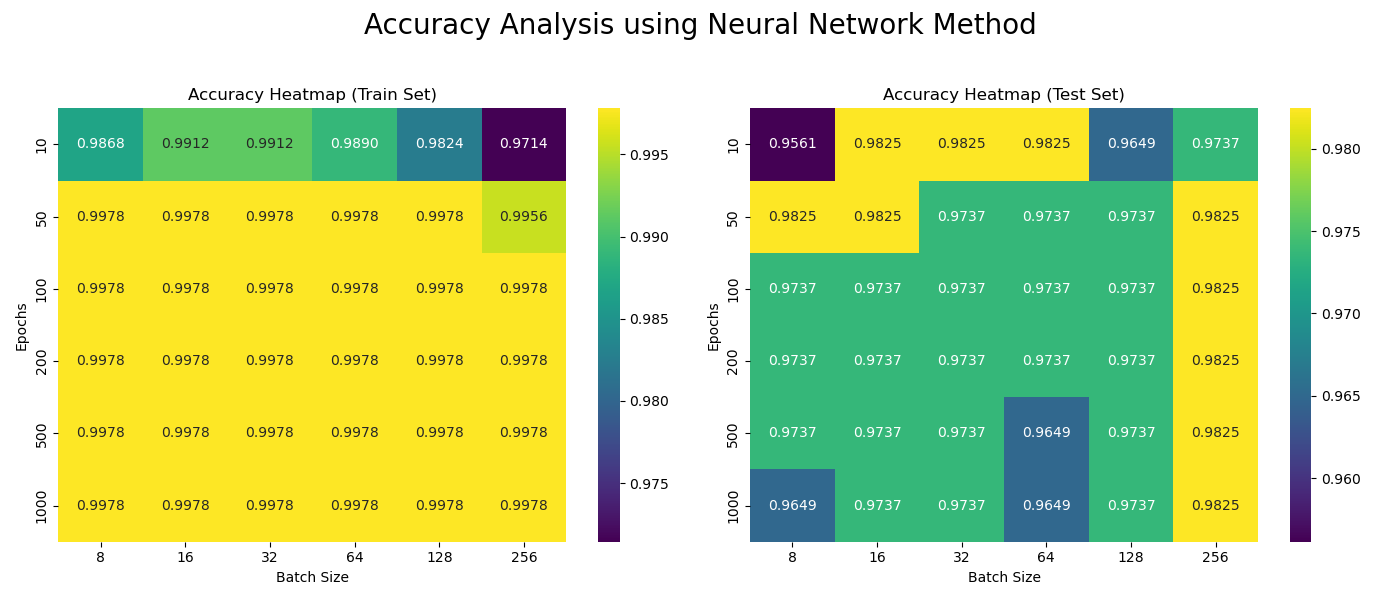 Accuracy Analysis using Neural Network Method
Accuracy Heatmap (Train Set)
Epochs
10
50
100
200
500
1000
0.9868 0.9912 0.9912 0.9890 0.9824 0.9714
0.9978 0.9978 0.9978 0.9978 0.9978 0.9956
0.9978 0.9978 0.9978 0.9978 0.9978 0.9978
0.9978 0.9978 0.9978 0.9978 0.9978 0.9978
0.9978 0.9978 0.9978 0.9978 0.9978 0.9978
0.9978 0.9978 0.9978 0.9978 0.9978 0.9978
8 16 32 64 128 256
Batch Size
0.995
0.990
0.985
0.980
0.975
Accuracy Heatmap (Test Set)
Epochs
10
50
100
200
500
1000
0.9561 0.9825 0.9825 0.9825 0.9649 0.9737
0.9825 0.9825 0.9737 0.9737 0.9737 0.9825
0.9737 0.9737 0.9737 0.9737 0.9737 0.9825
0.9737 0.9737 0.9737 0.9737 0.9737 0.9825
0.9737 0.9737 0.9737 0.9649 0.9737 0.9825
0.9649 0.9737 0.9737 0.9649 0.9737 0.9825
8 16 32 64 128 256
Batch Size
0.980
0.975
0.970
0.965
0.960